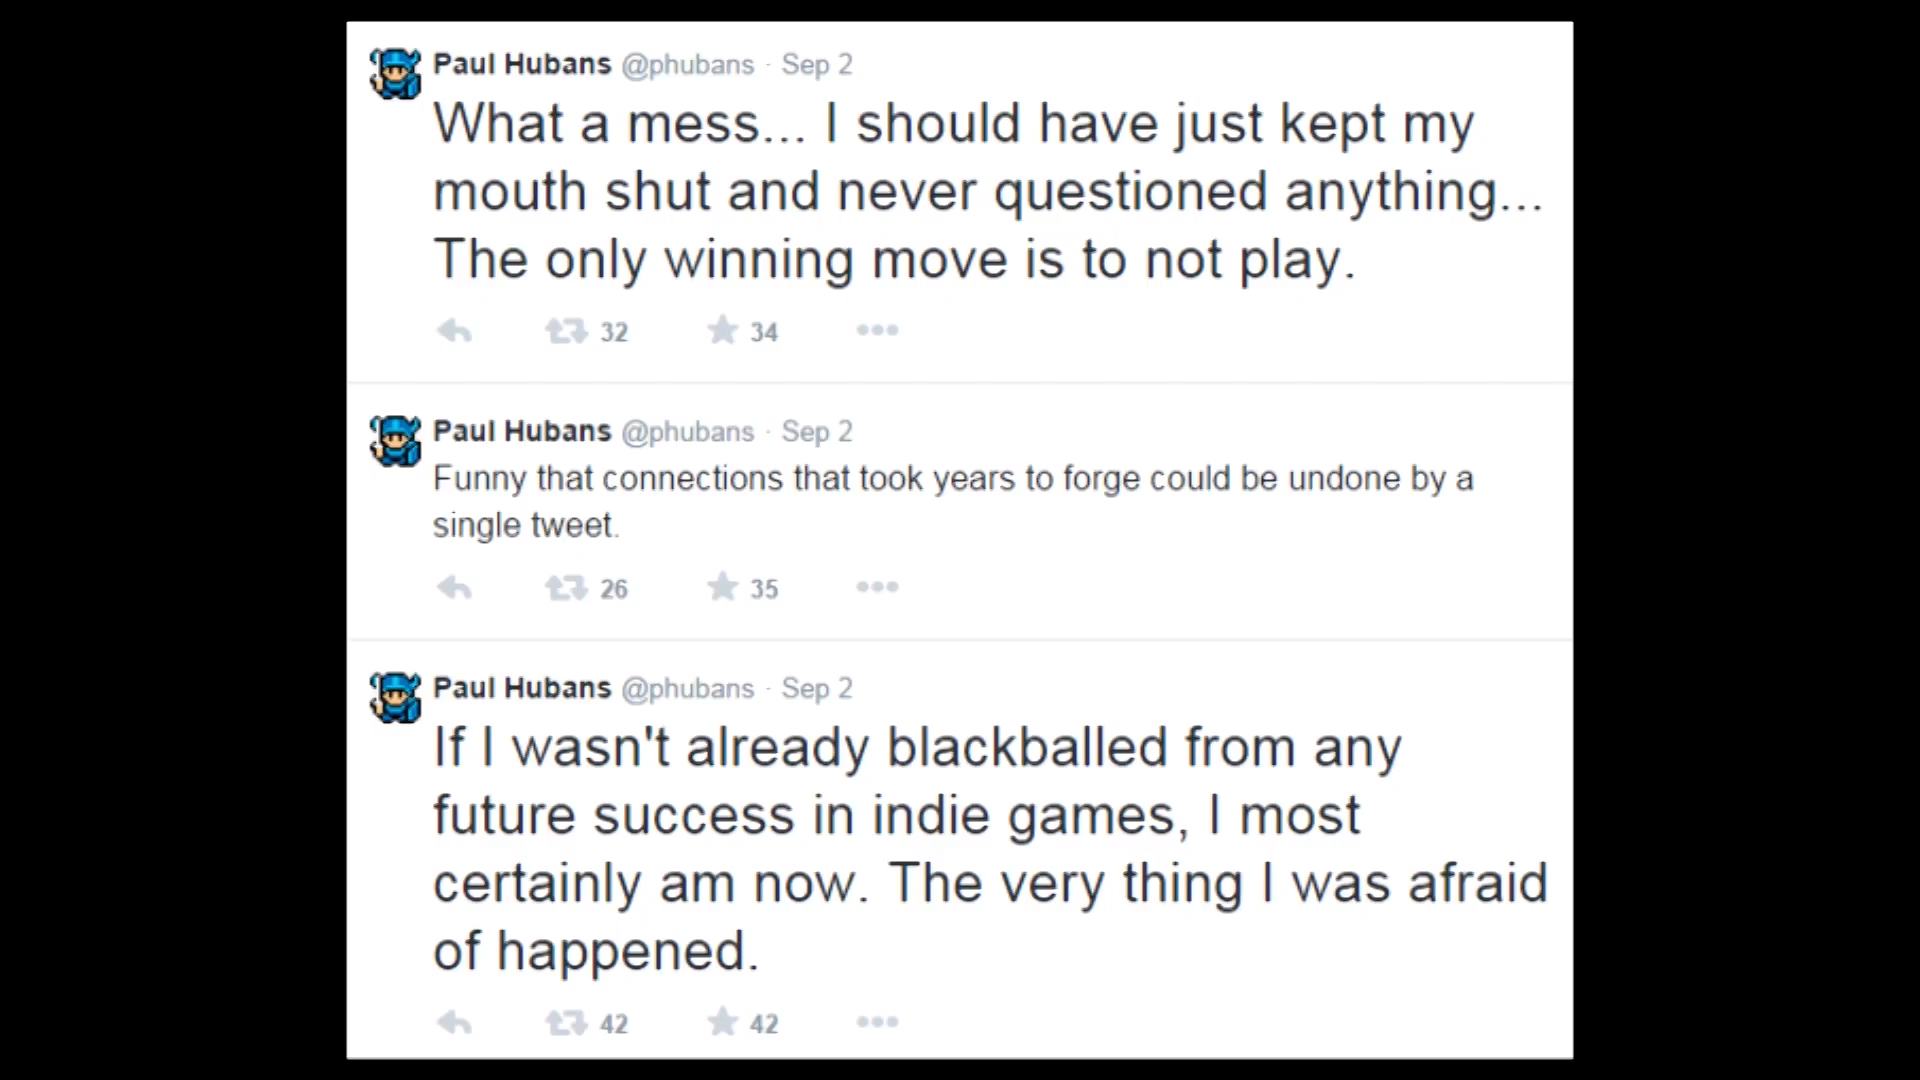 Paul Hubans @phubans · Sep 2
What a mess... I should have just kept my
mouth shut and never questioned anything...
The only winning move is to not play.
32 34
Paul Hubans @phubans · Sep 2
Funny that connections that took years to forge could be undone by a
single tweet.
26 35
Paul Hubans @phubans · Sep 2
If I wasn't already blackballed from any
future success in indie games, I most
certainly am now. The very thing I was afraid
of happened.
42 42